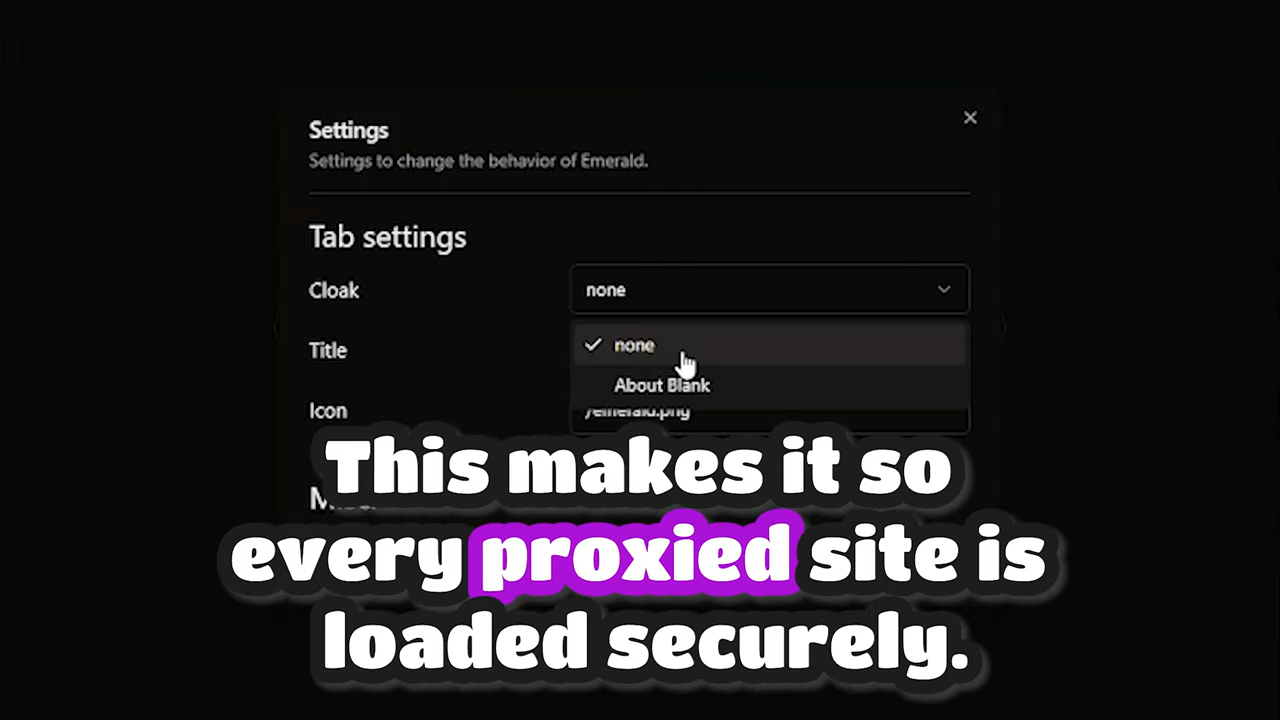 Settings
Settings to change the behavior of Emerald.
Tab settings
Cloak
none
none
Title
About Blank
Icon
/emerald.png
This makes it so
every proxied site is
loaded securely.